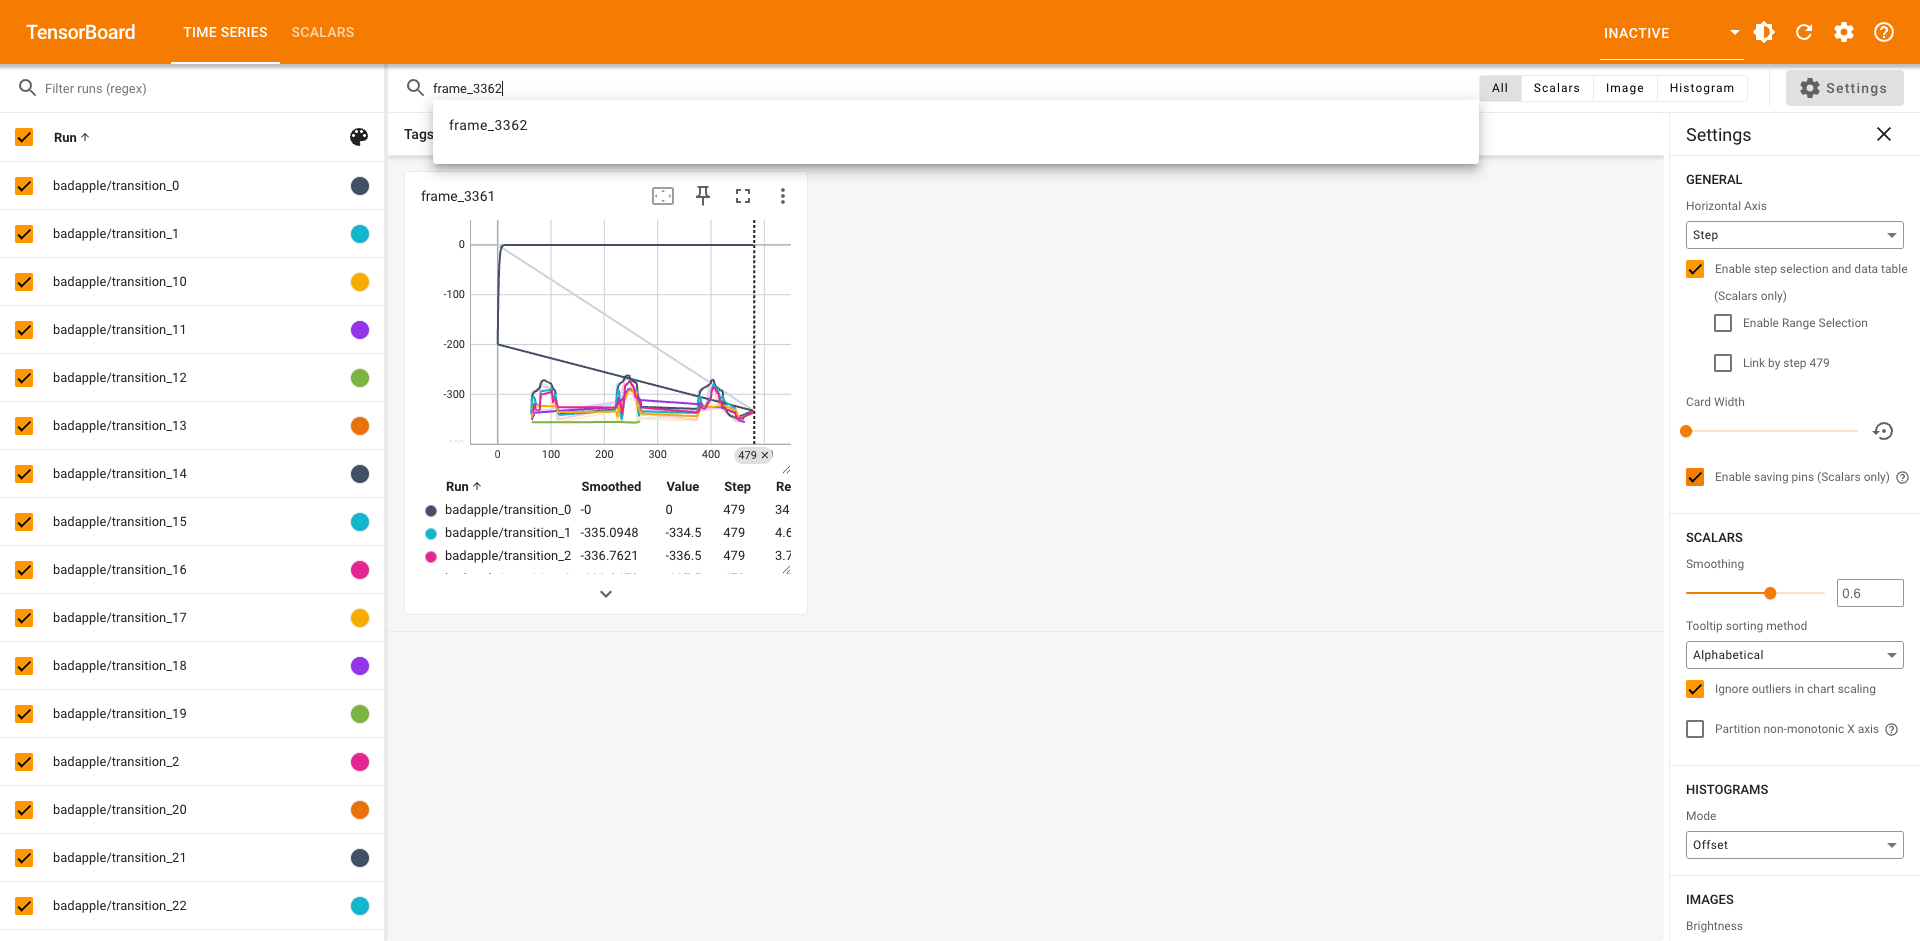 TensorBoard
TIME SERIES
SCALARS
INACTIVE
Filter runs (regex)
frame_3362
All
Scalars
Image
Histogram
Settings
frame_3362
Run
badapple/transition_0
badapple/transition_1
badapple/transition_10
badapple/transition_11
badapple/transition_12
badapple/transition_13
badapple/transition_14
badapple/transition_15
badapple/transition_16
badapple/transition_17
badapple/transition_18
badapple/transition_19
badapple/transition_2
badapple/transition_20
badapple/transition_21
badapple/transition_22
Tags
frame_3361
0
-100
-200
-300
0 100 200 300 400 479
Run Smoothed Value Step Re
badapple/transition_0 -0 0 479 34.
badapple/transition_1 -335.0948 -334.5 479 4.6
badapple/transition_2 -336.7621 -336.5 479 3.7
Settings
GENERAL
Horizontal Axis
Step
Enable step selection and data table
(Scalars only)
Enable Range Selection
Link by step 479
Card Width
Enable saving pins (Scalars only)
SCALARS
Smoothing
0.6
Tooltip sorting method
Alphabetical
Ignore outliers in chart scaling
Partition non-monotonic X axis
HISTOGRAMS
Mode
Offset
IMAGES
Brightness